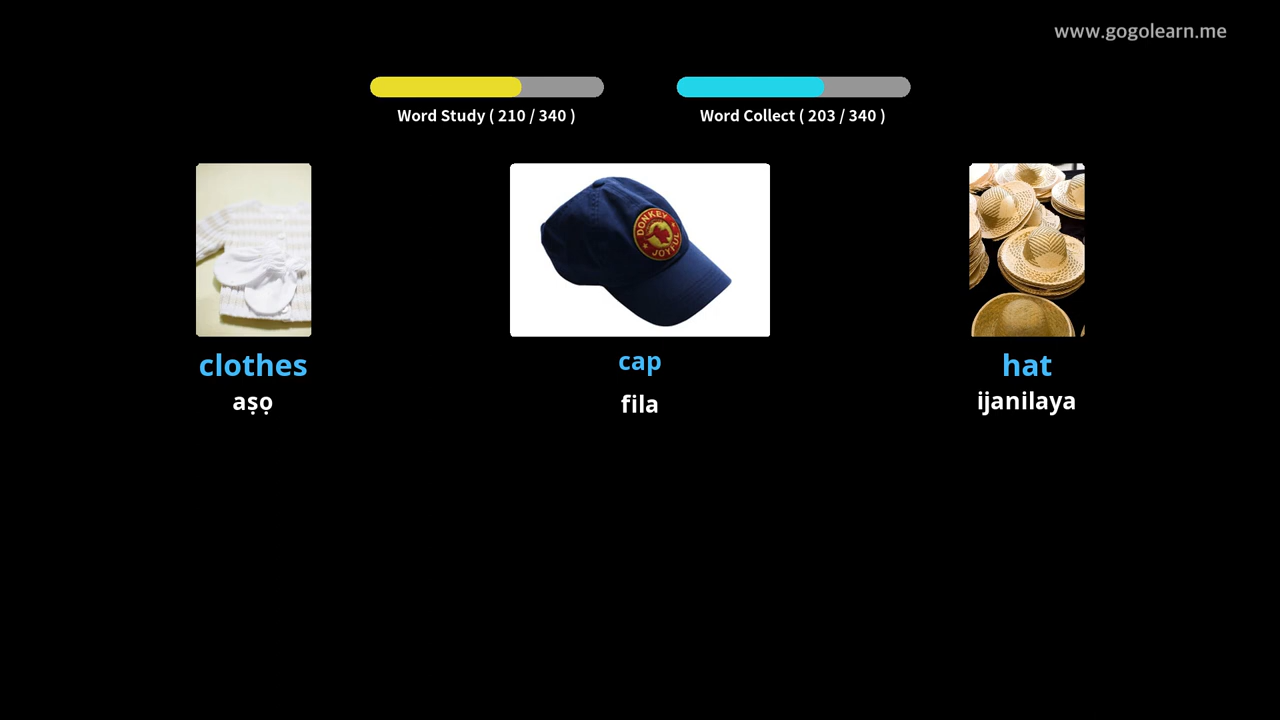 www.gogolearn.me
Word Study ( 210 / 340 )
Word Collect ( 203 / 340 )
DONKEY
JOYFUL
clothes
cap
hat
aṣọ
fila
ijanilaya